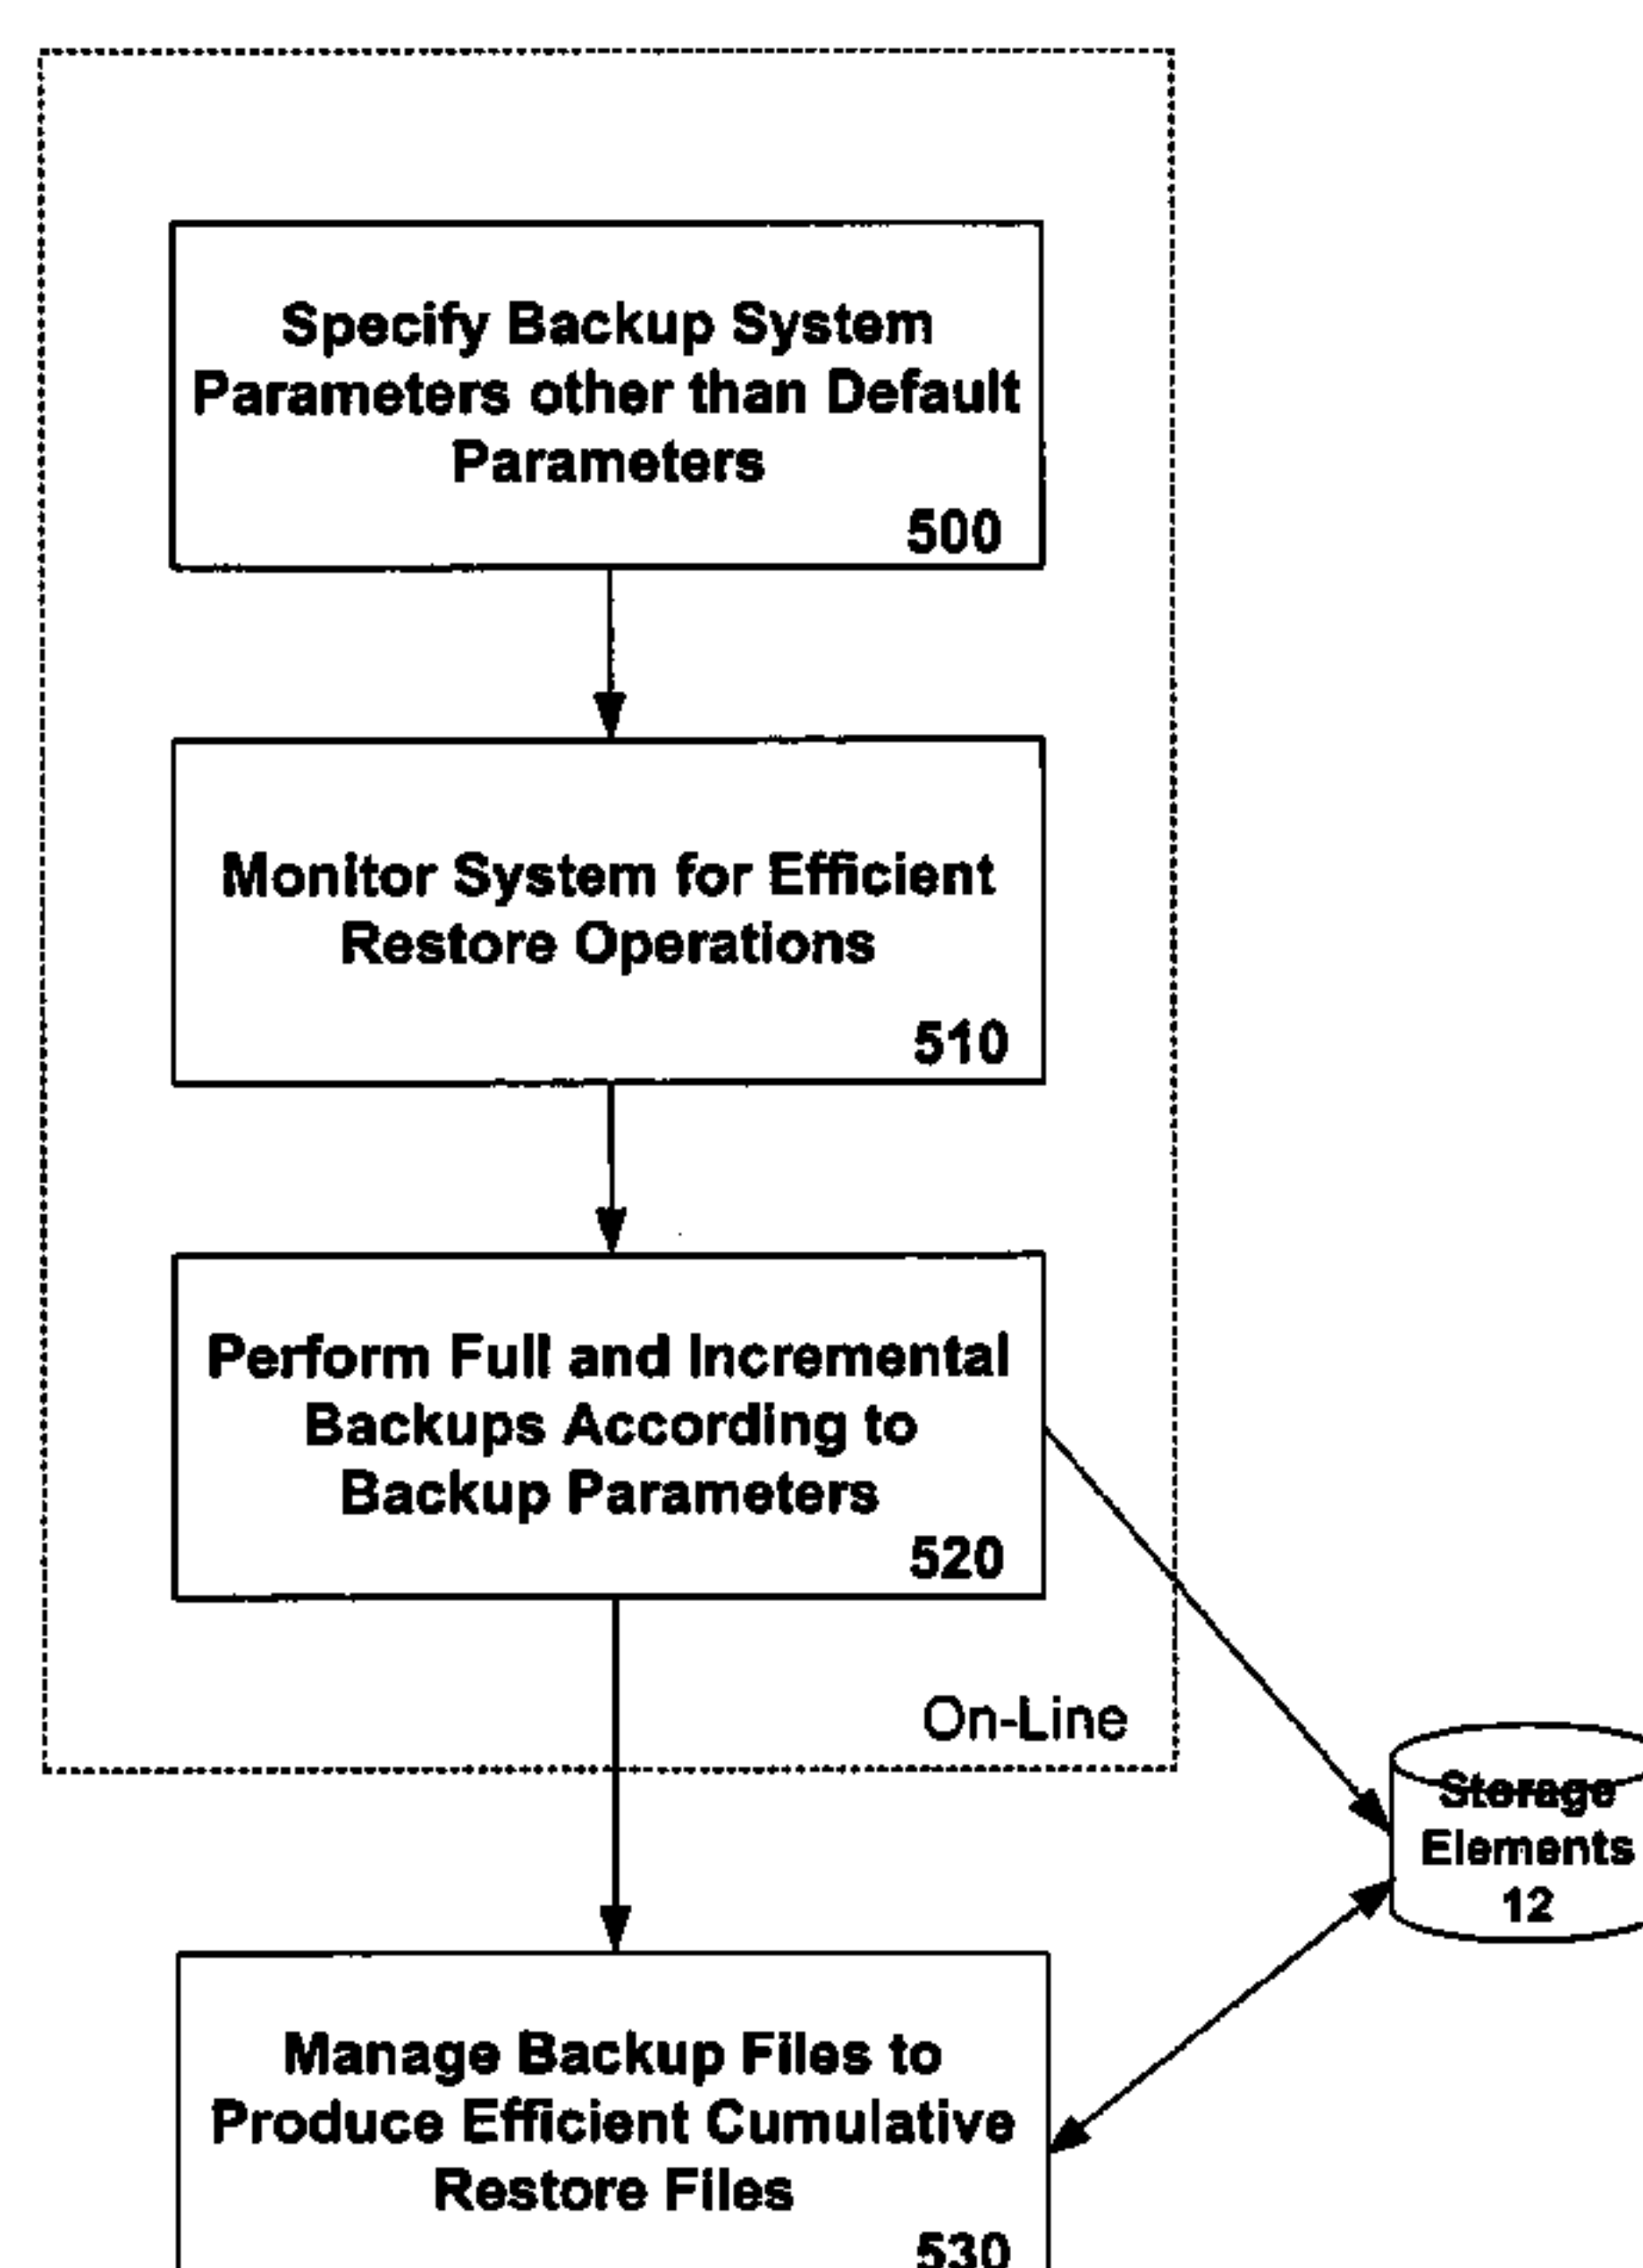 Specify Backup System
Parameters other than Default
Parameters
500
Monitor System for Efficient
Restore Operations
510
Perform Full and Incremental
Backups According to
Backup Parameters
520
On-Line
Storage
Elements
12
Manage Backup Files to
Produce Efficient Cumulative
Restore Files
530